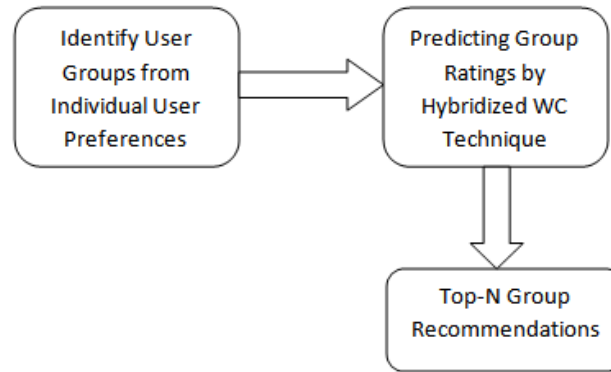 Identify User
Groups from
Individual User
Preferences
Predicting Group
Ratings by
Hybridized WC
Technique
Top-N Group
Recommendations